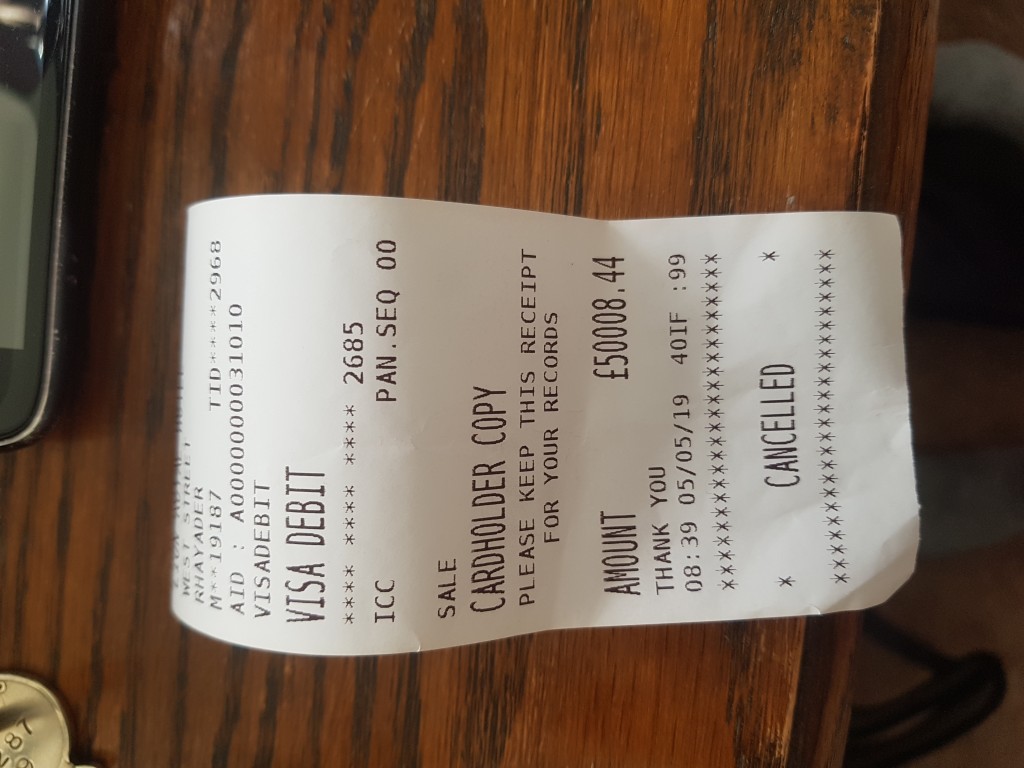 WEST STREET
RHAYADER
M**19187 TID****2968
AID : A0000000031010
VISADEBIT
VISA DEBIT
**** **** **** 2685
ICC PAN.SEQ 00
SALE
CARDHOLDER COPY
PLEASE KEEP THIS RECEIPT
FOR YOUR RECORDS
AMOUNT £50008.44
THANK YOU
08:39 05/05/19 40IF :99
************************
* CANCELLED *
************************
87